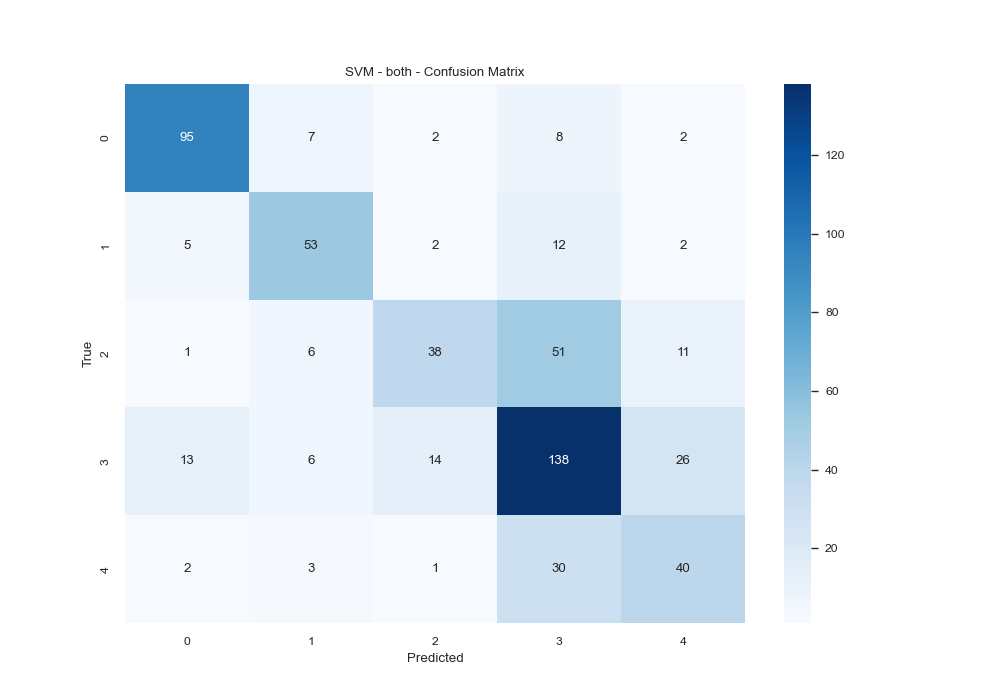 SVM - both - Confusion Matrix
0 95 7 2 8 2
1 5 53 2 12 2
2 1 6 38 51 11
3 13 6 14 138 26
4 2 3 1 30 40
0 1 2 3 4
True
Predicted
120
100
80
60
40
20